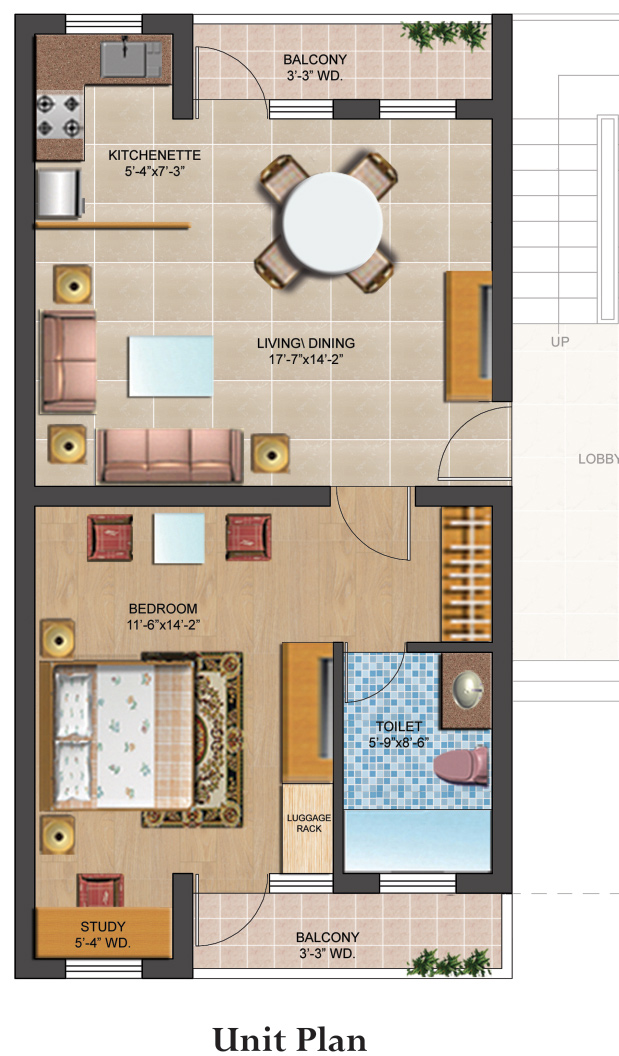 BALCONY
3'-3" WD.
KITCHENETTE
5'-4"x7'-3"
LIVING\ DINING
17'-7"x14'-2"
UP
LOBBY
BEDROOM
11'-6"x14'-2"
TOILET
5'-9"x8'-6"
LUGGAGE
RACK
STUDY
5'-4" WD.
BALCONY
3'-3" WD.
Unit Plan